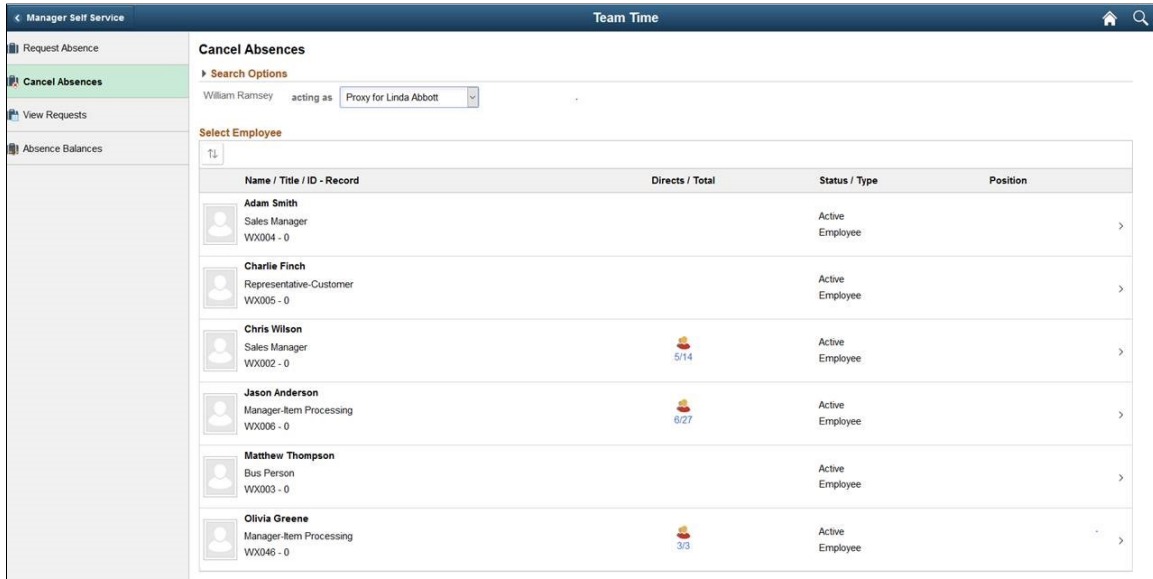 Manager Self Service
Team Time
Request Absence
Cancel Absences
View Requests
Absence Balances
Cancel Absences
Search Options
William Ramsey acting as Proxy for Linda Abbott
Select Employee
Name / Title / ID - Record Directs / Total Status / Type Position
Adam Smith
Sales Manager
WX004 - 0
Active
Employee
Charlie Finch
Representative-Customer
WX005 - 0
Active
Employee
Chris Wilson
Sales Manager
WX002 - 0
5/14
Active
Employee
Jason Anderson
Manager-Item Processing
WX006 - 0
6/27
Active
Employee
Matthew Thompson
Bus Person
WX003 - 0
Active
Employee
Olivia Greene
Manager-Item Processing
WX046 - 0
3/3
Active
Employee